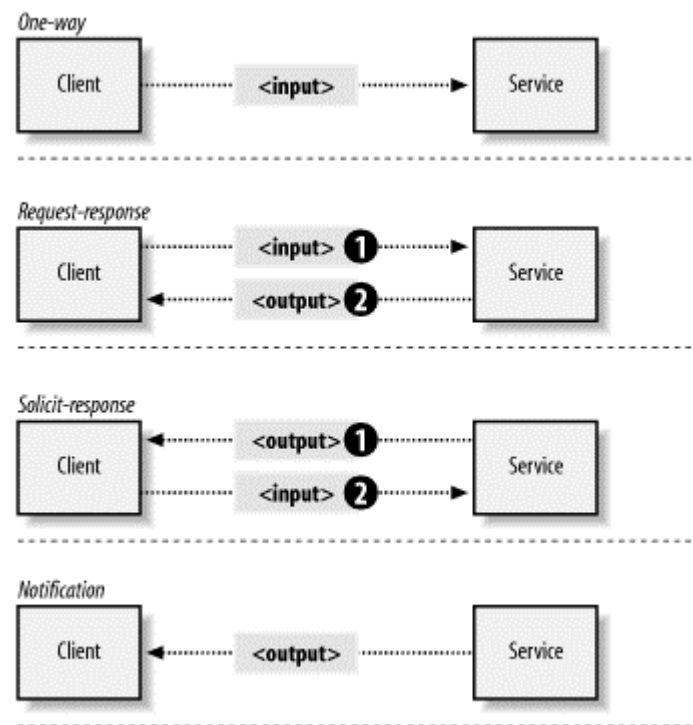 One-way
Client <input> Service
Request-response
Client <input> 1 Service
<output> 2
Solicit-response
Client <output> 1 Service
<input> 2
Notification
Client <output> Service